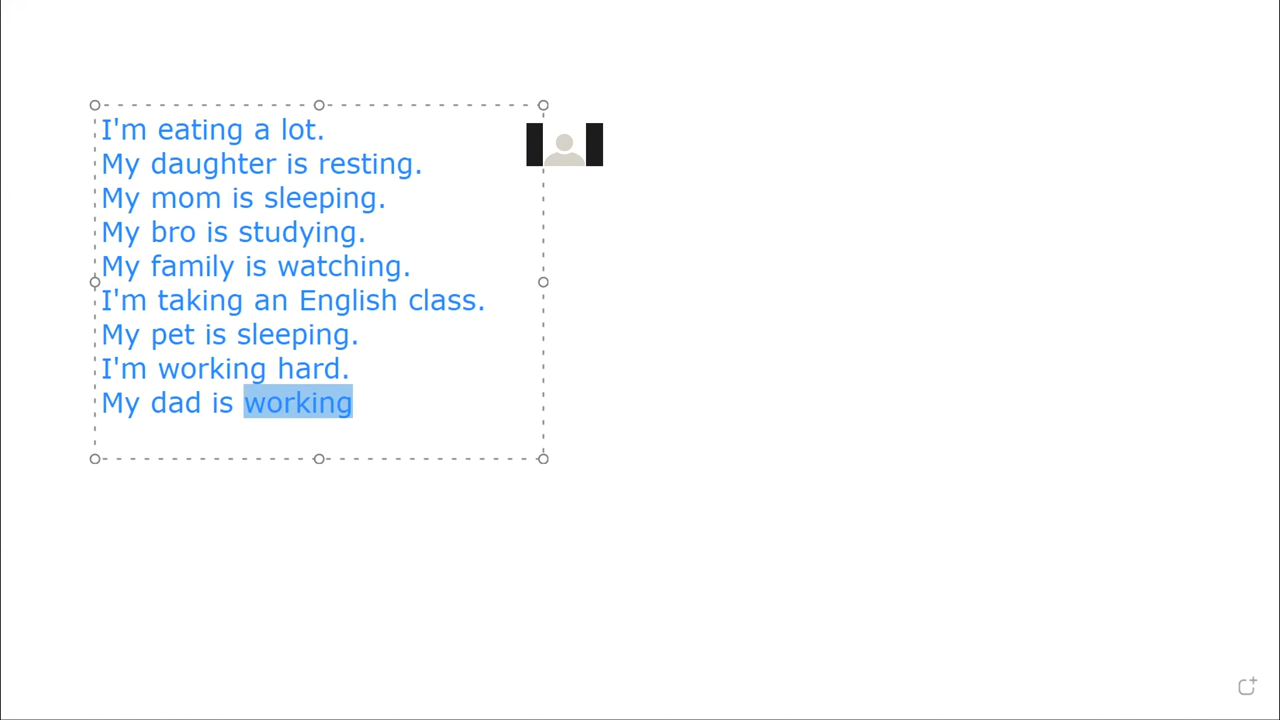 I'm eating a lot.
My daughter is resting.
My mom is sleeping.
My bro is studying.
My family is watching.
I'm taking an English class.
My pet is sleeping.
I'm working hard.
My dad is working